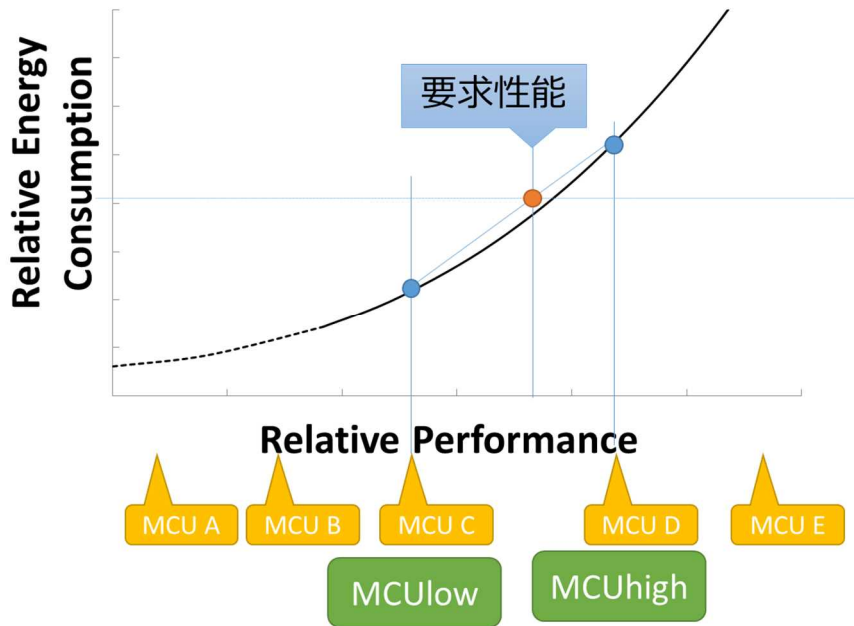 Relative Energy
Consumption
要求性能
Relative Performance
MCU A
MCU B
MCU C
MCU D
MCU E
MCUlow
MCUhigh